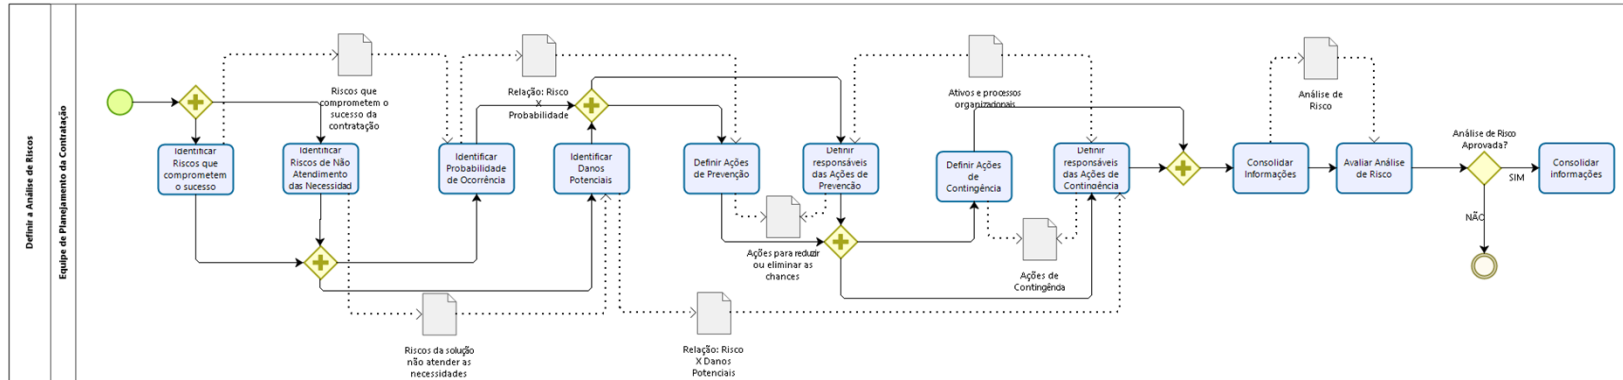 Definir a Análise de Riscos
Equipe de Planejamento da Contratação
Riscos que
comprometem o
sucesso da
contratação
Relação: Risco
X
Probabilidade
Ativos e processos
organizacionais
Análise de
Risco
Identificar
Riscos que
comprometem
o sucesso
Identificar
Riscos de Não
Atendimento
das Necessidad
Identificar
Probabilidade
de Ocorrência
Identificar
Danos
Potenciais
Definir Ações
de Prevenção
Definir
responsáveis
das Ações de
Prevenção
Definir Ações
de
Contingência
Definir
responsáveis
das Ações de
Contingência
Consolidar
Informações
Avaliar Análise
de Risco
Análise de Risco
Aprovada?
SIM
NÃO
Consolidar
informações
Ações para reduzir
ou eliminar as
chances
Ações de
Contingência
Riscos da solução
não atender as
necessidades
Relação: Risco
X Danos
Potenciais